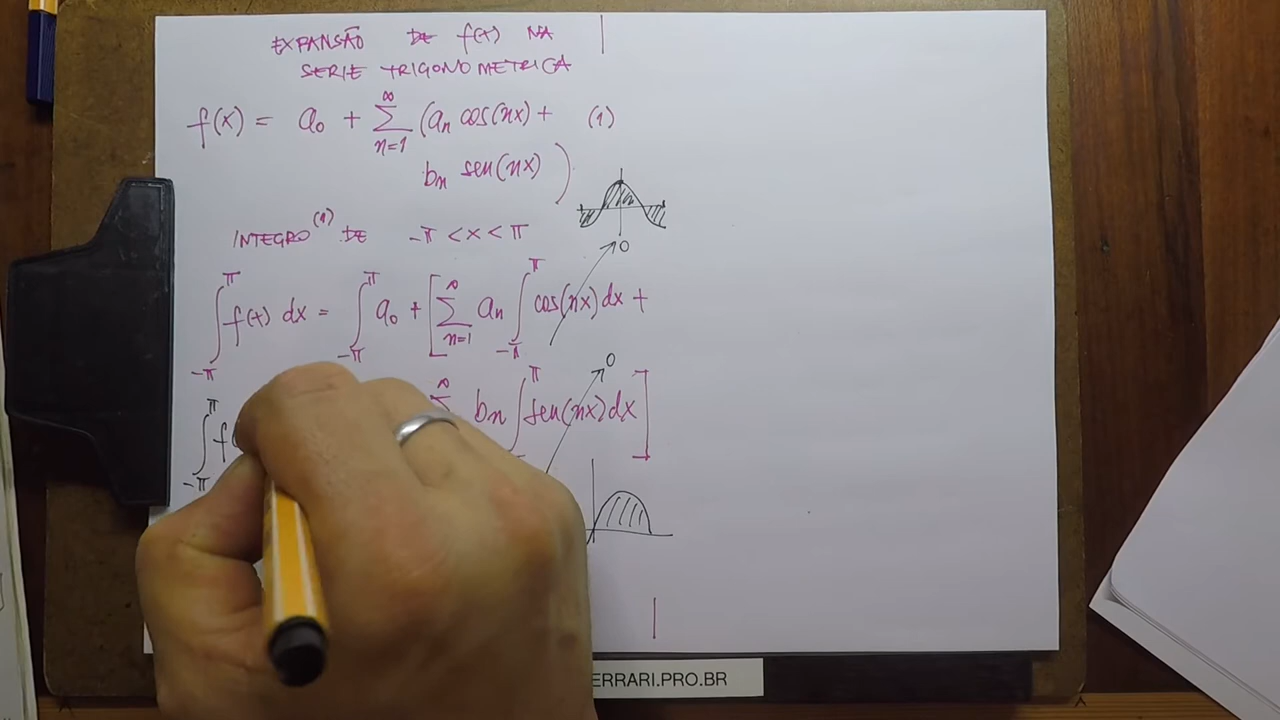 EXPANSÃO DE f(x) NA
SERIE TRIGONOMETRICA
f(x) = a₀ + ∑ₙ₌₁^∞ (aₙ cos(nx) + (1)
bₙ sen(nx))
INTEGRO⁽¹⁾ DE -π < x < π
∫_{-π}^{π} f(x) dx = ∫_{-π}^{π} a₀ + [∑ₙ₌₁^∞ aₙ ∫_{-π}^{π} cos(nx) dx + 0
bₙ ∫^{π} sen(nx) dx] 0
∫_{-π}^{π} f(
ERRARI.PRO.BR